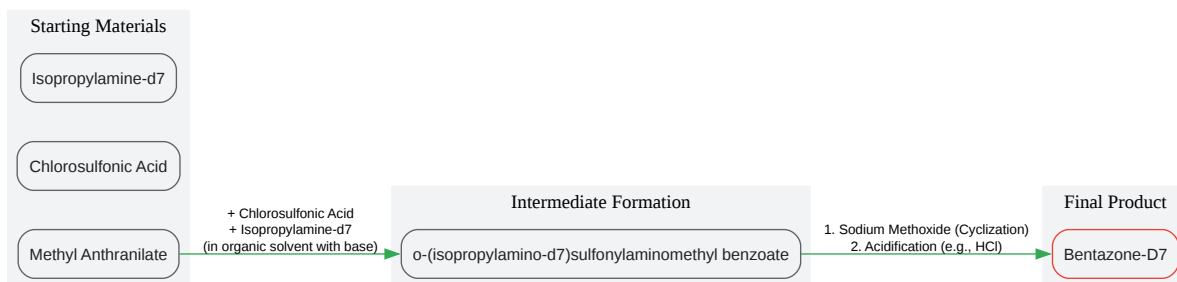 Starting Materials
Isopropylamine-d7
Chlorosulfonic Acid
Methyl Anthranilate
+ Chlorosulfonic Acid
+ Isopropylamine-d7
(in organic solvent with base)
Intermediate Formation
o-(isopropylamino-d7)sulfonylaminomethyl benzoate
1. Sodium Methoxide (Cyclization)
2. Acidification (e.g., HCl)
Final Product
Bentazone-D7